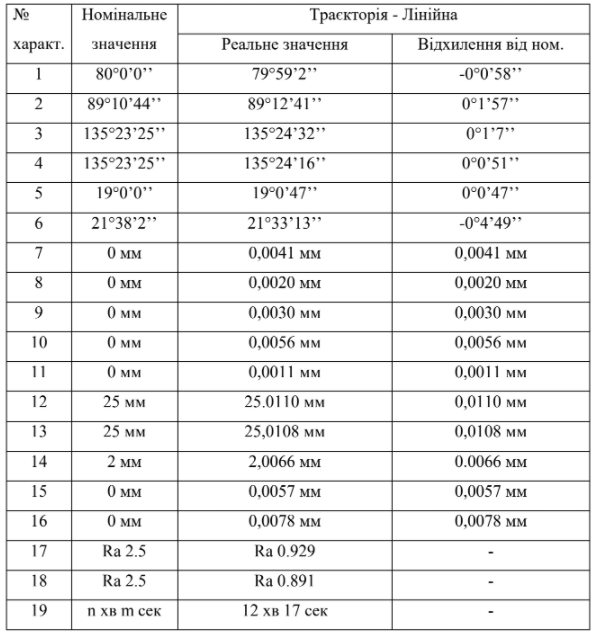 № характ. Номінальне значення Траєкторія - Лінійна
Реальне значення Відхилення від ном.
1 80°0’0’’ 79°59’2’’ -0°0’58’’
2 89°10’44’’ 89°12’41’’ 0°1’57’’
3 135°23’25’’ 135°24’32’’ 0°1’7’’
4 135°23’25’’ 135°24’16’’ 0°0’51’’
5 19°0’0’’ 19°0’47’’ 0°0’47’’
6 21°38’2’’ 21°33’13’’ -0°4’49’’
7 0 мм 0,0041 мм 0,0041 мм
8 0 мм 0,0020 мм 0,0020 мм
9 0 мм 0,0030 мм 0,0030 мм
10 0 мм 0,0056 мм 0,0056 мм
11 0 мм 0,0011 мм 0,0011 мм
12 25 мм 25.0110 мм 0,0110 мм
13 25 мм 25,0108 мм 0,0108 мм
14 2 мм 2,0066 мм 0.0066 мм
15 0 мм 0,0057 мм 0,0057 мм
16 0 мм 0,0078 мм 0,0078 мм
17 Ra 2.5 Ra 0.929 -
18 Ra 2.5 Ra 0.891 -
19 n хв m сек 12 хв 17 сек -